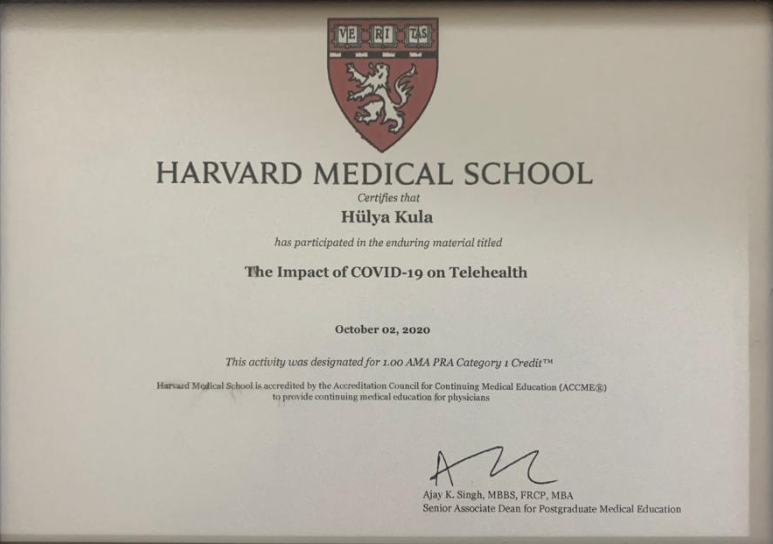 VE RI TAS
HARVARD MEDICAL SCHOOL
Certifies that
Hülya Kula
has participated in the enduring material titled
The Impact of COVID-19 on Telehealth
October 02, 2020
This activity was designated for 1.00 AMA PRA Category 1 Credit™
Harvard Medical School is accredited by the Accreditation Council for Continuing Medical Education (ACCME®)
to provide continuing medical education for physicians
Ajay K. Singh, MBBS, FRCP, MBA
Senior Associate Dean for Postgraduate Medical Education